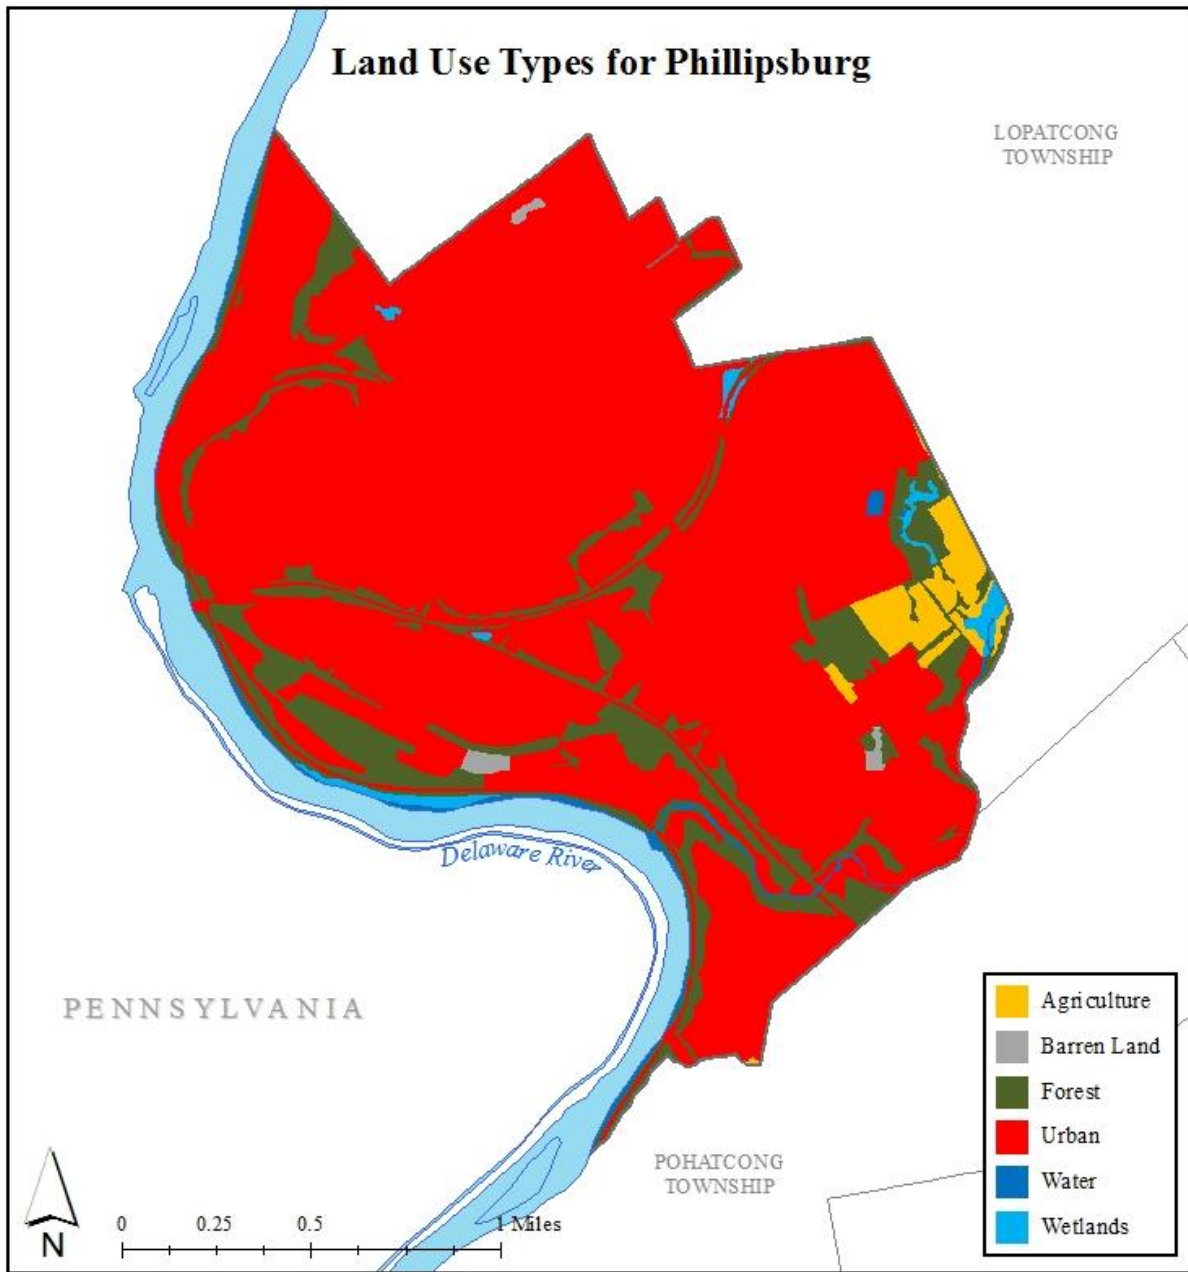 Land Use Types for Phillipsburg
LOPATCONG
TOWNSHIP
Delaware River
PENNSYLVANIA
Agriculture
Barren Land
Forest
Urban
Water
Wetlands
POHATCONG
TOWNSHIP
0 0.25 0.5 1 Miles
N